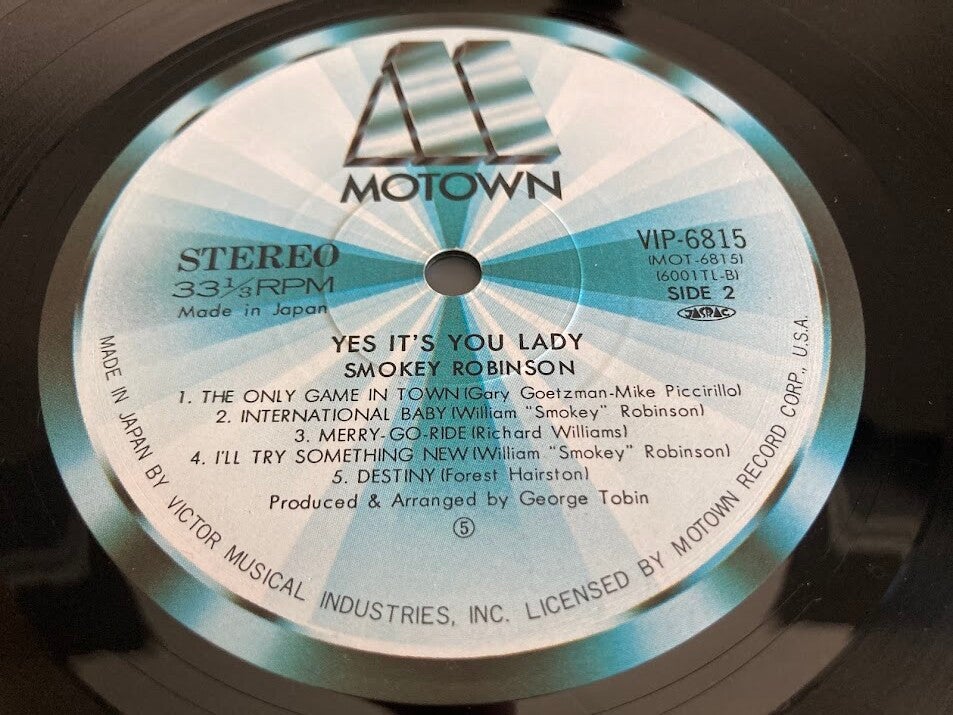 MOTOWN
STEREO
33⅓RPM
Made in Japan
VIP-6815
(MOT-6815)
(6001TL-B)
SIDE 2
JASRAC
YES IT'S YOU LADY
SMOKEY ROBINSON
1. THE ONLY GAME IN TOWN(Gary Goetzman-Mike Piccirillo)
2. INTERNATIONAL BABY(William "Smokey" Robinson)
3. MERRY-GO-RIDE(Richard Williams)
4. I'LL TRY SOMETHING NEW(William "Smokey" Robinson)
5. DESTINY(Forest Hairston)
Produced & Arranged by George Tobin
⑤
MADE IN JAPAN BY VICTOR MUSICAL INDUSTRIES, INC. LICENSED BY MOTOWN RECORD CORP., U.S.A.